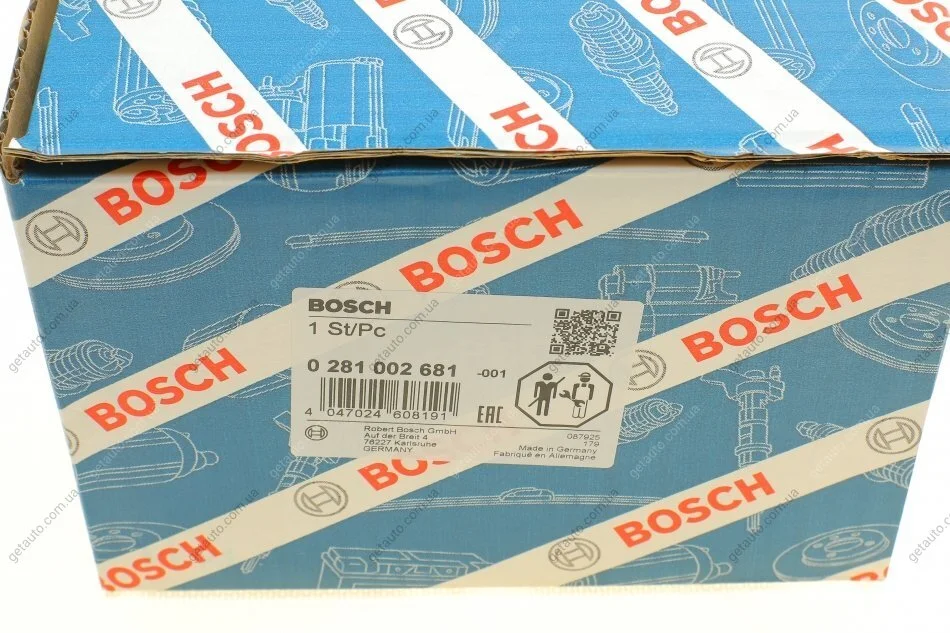 BOSCH
BOSCH
BOSCH
BOSCH
BOSCH
BOSCH
BOSCH
BOSCH
BOSCH
1 St/Pc
0 281 002 681 -001
4 047024 608191
EAC
Robert Bosch GmbH
Auf der Breit 4
76227 Karlsruhe
GERMANY
087925
179
Made in Germany
Fabriqué en Allemagne
BOSCH
BO
BOSCH
BOSCH
getauto.com.ua